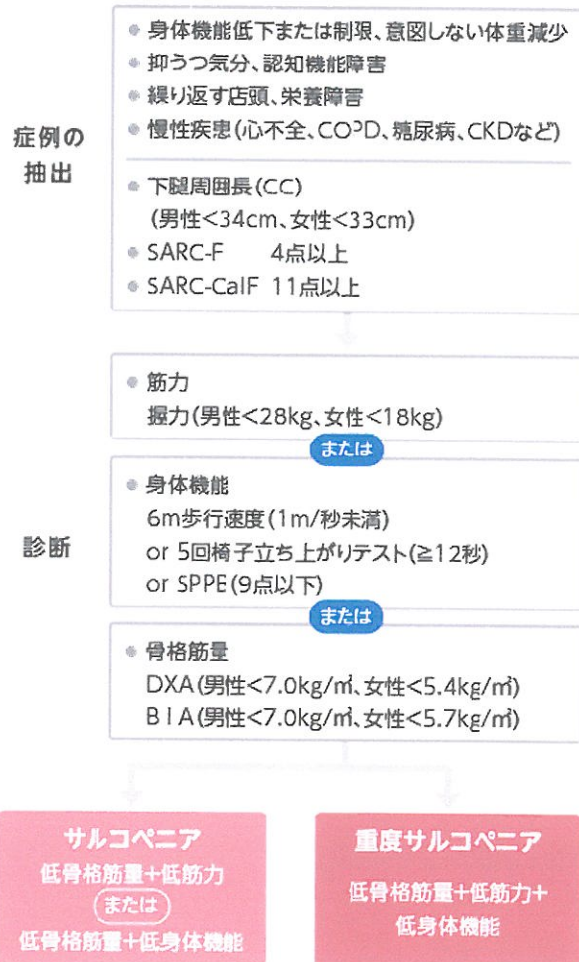 症例の
抽出
身体機能低下または制限、意図しない体重減少
抑うつ気分、認知機能障害
繰り返す店頭、栄養障害
慢性疾患(心不全、COPD、糖尿病、CKDなど)
下腿周囲長(CC)
(男性<34cm、女性<33cm)
SARC-F 4点以上
SARC-CalF 11点以上
診断
筋力
握力(男性<28kg、女性<18kg)
または
身体機能
6m歩行速度(1m/秒未満)
or 5回椅子立ち上がりテスト(≧12秒)
or SPPE(9点以下)
または
骨格筋量
DXA(男性<7.0kg/㎡、女性<5.4kg/㎡)
BIA(男性<7.0kg/㎡、女性<5.7kg/㎡)
サルコペニア
低骨格筋量+低筋力
または
低骨格筋量+低身体機能
重度サルコペニア
低骨格筋量+低筋力+
低身体機能